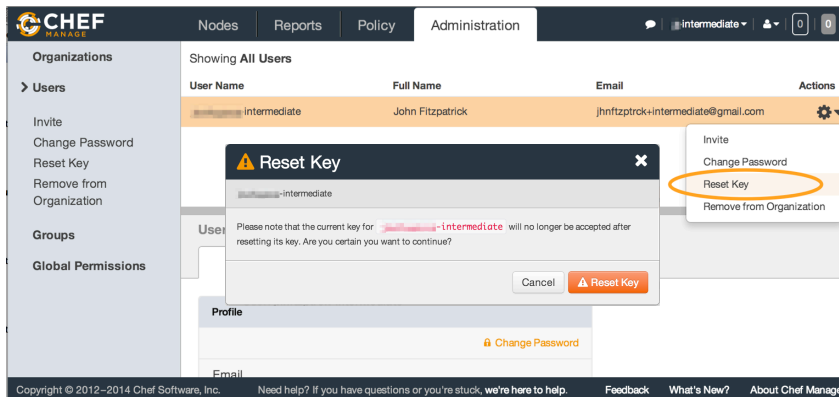 CHEF
MANAGE
Nodes Reports Policy Administration
intermediate
0
0
Organizations
Users
Invite
Change Password
Reset Key
Remove from
Organization
Groups
Global Permissions
Showing All Users
User Name Full Name Email Actions
intermediate John Fitzpatrick jhnftzptrck+intermediate@gmail.com
Invite
Change Password
Reset Key
Remove from Organization
Reset Key
-intermediate
Please note that the current key for -intermediate will no longer be accepted after
resetting its key. Are you certain you want to continue?
Cancel Reset Key
User
Profile
Change Password
Email
Copyright © 2012–2014 Chef Software, Inc. Need help? If you have questions or you're stuck, we're here to help. Feedback What's New? About Chef Manage